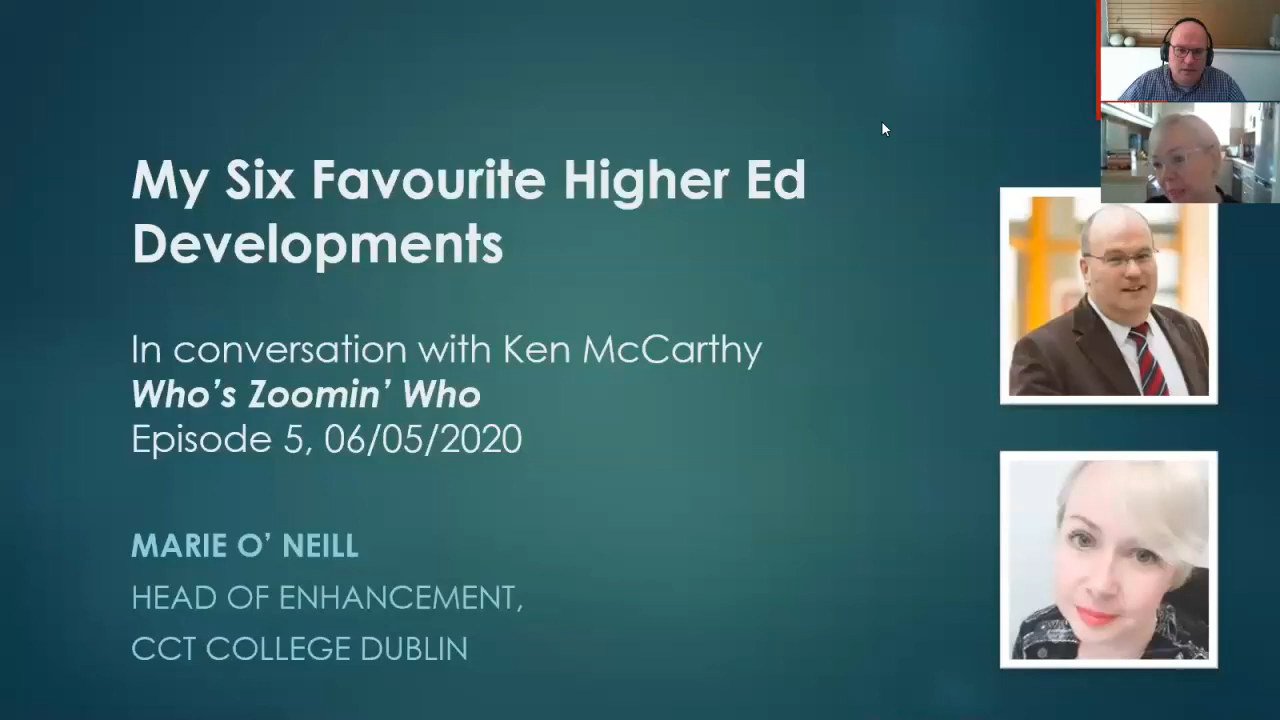 My Six Favourite Higher Ed
Developments
In conversation with Ken McCarthy
Who's Zoomin' Who
Episode 5, 06/05/2020
MARIE O' NEILL
HEAD OF ENHANCEMENT,
CCT COLLEGE DUBLIN